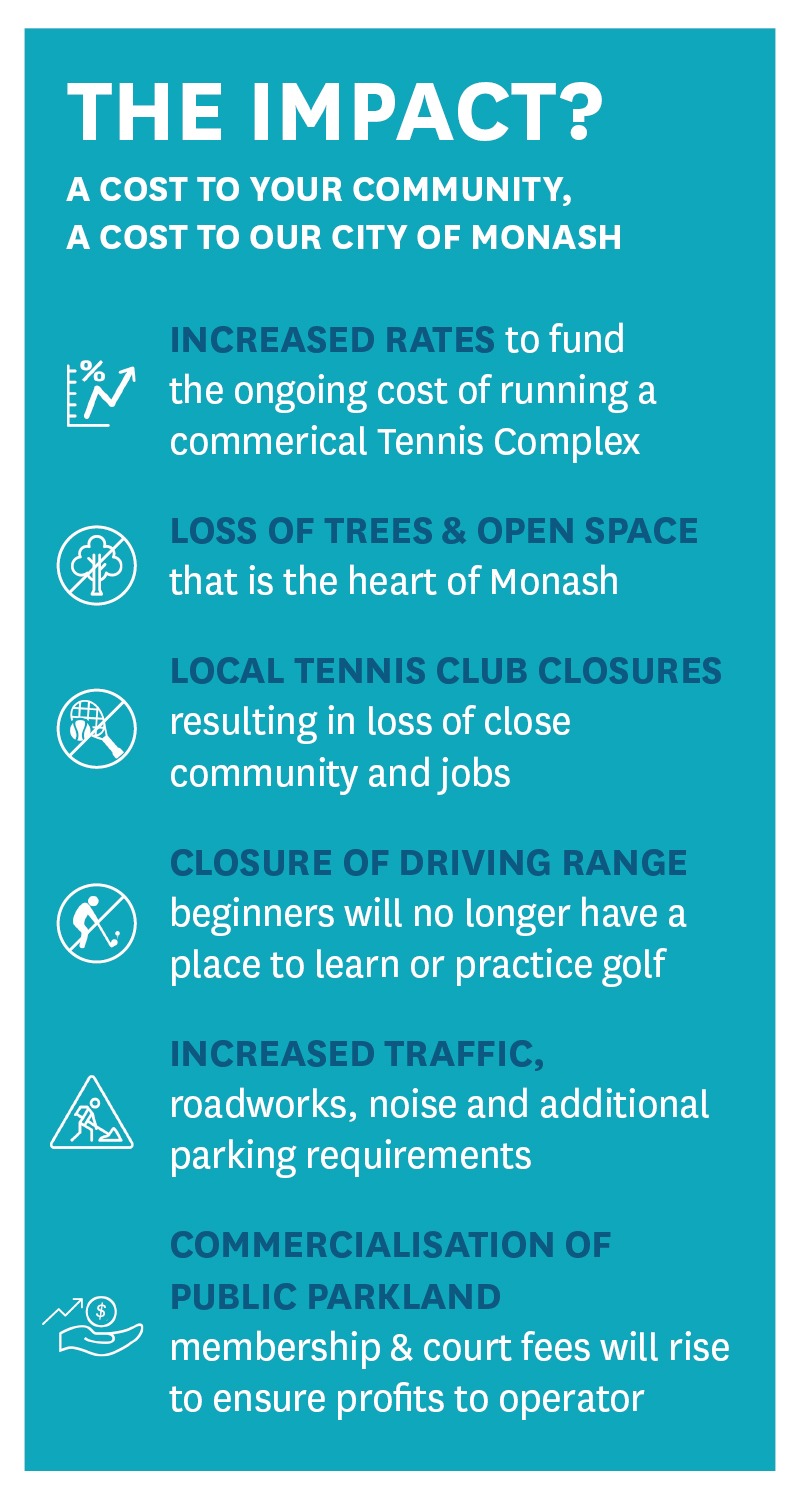 THE IMPACT?
A COST TO YOUR COMMUNITY,
A COST TO OUR CITY OF MONASH
%
INCREASED RATES to fund
the ongoing cost of running a
commerical Tennis Complex
LOSS OF TREES & OPEN SPACE
that is the heart of Monash
LOCAL TENNIS CLUB CLOSURES
resulting in loss of close
community and jobs
CLOSURE OF DRIVING RANGE
beginners will no longer have a
place to learn or practice golf
INCREASED TRAFFIC,
roadworks, noise and additional
parking requirements
COMMERCIALISATION OF
PUBLIC PARKLAND
$
membership & court fees will rise
to ensure profits to operator